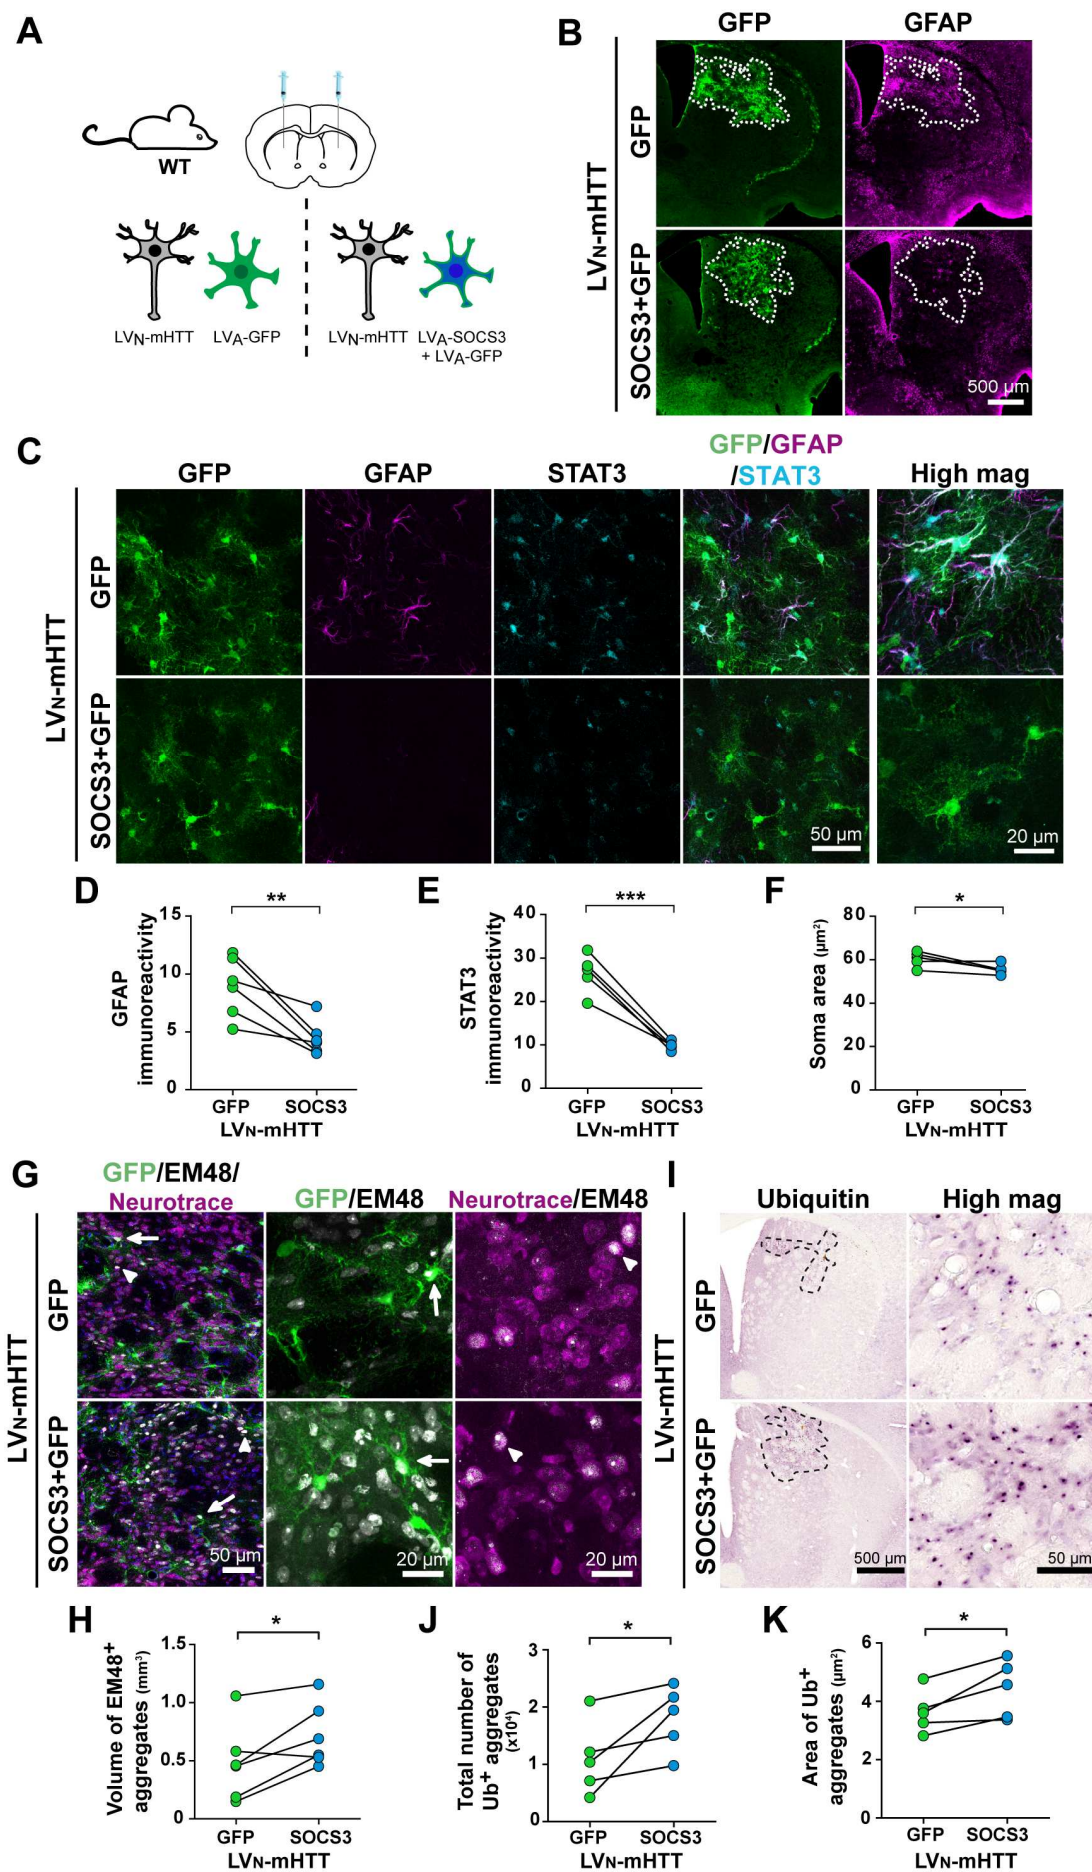 A
WT
LVN-mHTT
LVA-GFP
LVN-mHTT
LVA-SOCS3
+ LVA-GFP
B
GFP
GFAP
LVN-mHTT
GFP
SOCS3+GFP
500 µm
C
GFP
GFAP
STAT3
GFP/GFAP
/STAT3
High mag
LVN-mHTT
GFP
SOCS3+GFP
50 µm
20 µm
D
**
GFAP
immunoreactivity
15
10
5
0
GFP
SOCS3
LVN-mHTT
E
***
STAT3
immunoreactivity
40
30
20
10
0
GFP
SOCS3
LVN-mHTT
F
*
Soma area (µm²)
80
60
40
20
0
GFP
SOCS3
LVN-mHTT
G
GFP/EM48/
Neurotrace
GFP/EM48
Neurotrace/EM48
LVN-mHTT
GFP
SOCS3+GFP
50 µm
20 µm
20 µm
I
Ubiquitin
High mag
LVN-mHTT
GFP
SOCS3+GFP
500 µm
50 µm
H
*
Volume of EM48⁺
aggregates (mm³)
1.5
1.0
0.5
0
GFP
SOCS3
LVN-mHTT
J
*
Total number of
Ub⁺ aggregates
(x10⁴)
3
2
1
0
GFP
SOCS3
LVN-mHTT
K
*
Area of Ub⁺
aggregates (µm²)
6
4
2
0
GFP
SOCS3
LVN-mHTT